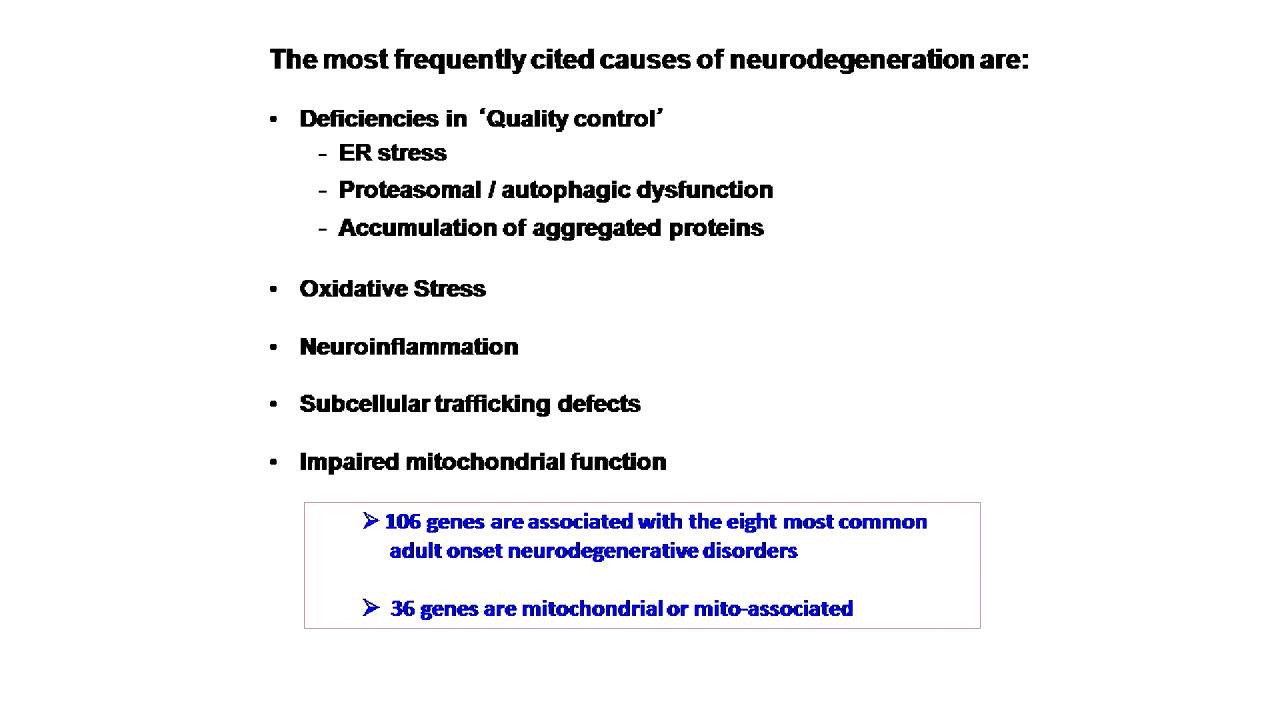 The most frequently cited causes of neurodegeneration are:
• Deficiencies in ‘Quality control’
- ER stress
- Proteasomal / autophagic dysfunction
- Accumulation of aggregated proteins
• Oxidative Stress
• Neuroinflammation
• Subcellular trafficking defects
• Impaired mitochondrial function
➢ 106 genes are associated with the eight most common
adult onset neurodegenerative disorders
➢ 36 genes are mitochondrial or mito-associated